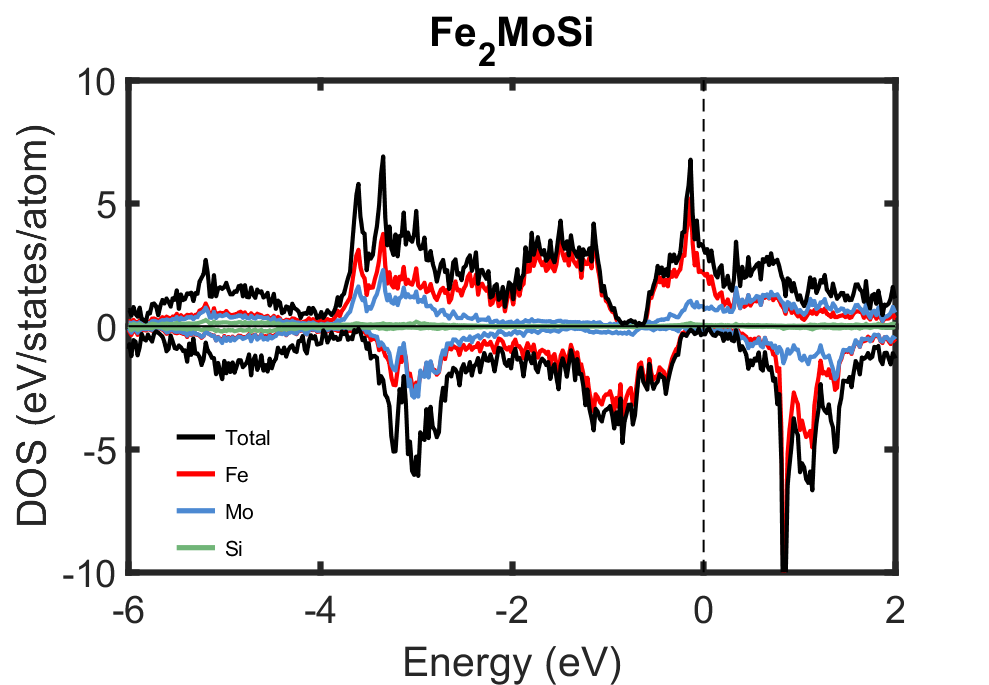 Fe₂MoSi
10
5
0
-5
-10
DOS (eV/states/atom)
Total
Fe
Mo
Si
-6 -4 -2 0 2
Energy (eV)